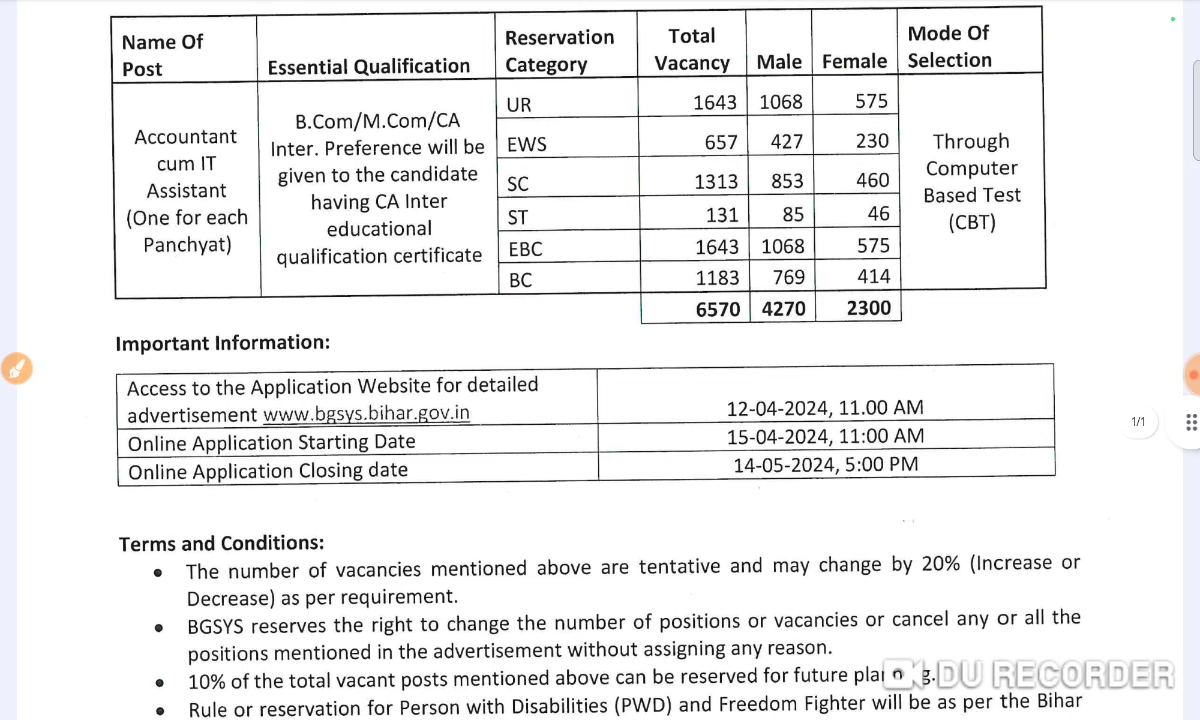 Name Of Post | Essential Qualification | Reservation Category | Total Vacancy | Male | Female | Mode Of Selection
Accountant cum IT Assistant (One for each Panchyat) | B.Com/M.Com/CA Inter. Preference will be given to the candidate having CA Inter educational qualification certificate | UR | 1643 | 1068 | 575 | Through Computer Based Test (CBT)
EWS | 657 | 427 | 230
SC | 1313 | 853 | 460
ST | 131 | 85 | 46
EBC | 1643 | 1068 | 575
BC | 1183 | 769 | 414
6570 | 4270 | 2300
Important Information:
Access to the Application Website for detailed
advertisement www.bgsys.bihar.gov.in | 12-04-2024, 11.00 AM
Online Application Starting Date | 15-04-2024, 11:00 AM
Online Application Closing date | 14-05-2024, 5:00 PM
1/1
Terms and Conditions:
• The number of vacancies mentioned above are tentative and may change by 20% (Increase or
Decrease) as per requirement.
• BGSYS reserves the right to change the number of positions or vacancies or cancel any or all the
positions mentioned in the advertisement without assigning any reason.
• 10% of the total vacant posts mentioned above can be reserved for future
DU RECORDER
• Rule or reservation for Person with Disabilities (PWD) and Freedom Fighter will be as per the Bihar